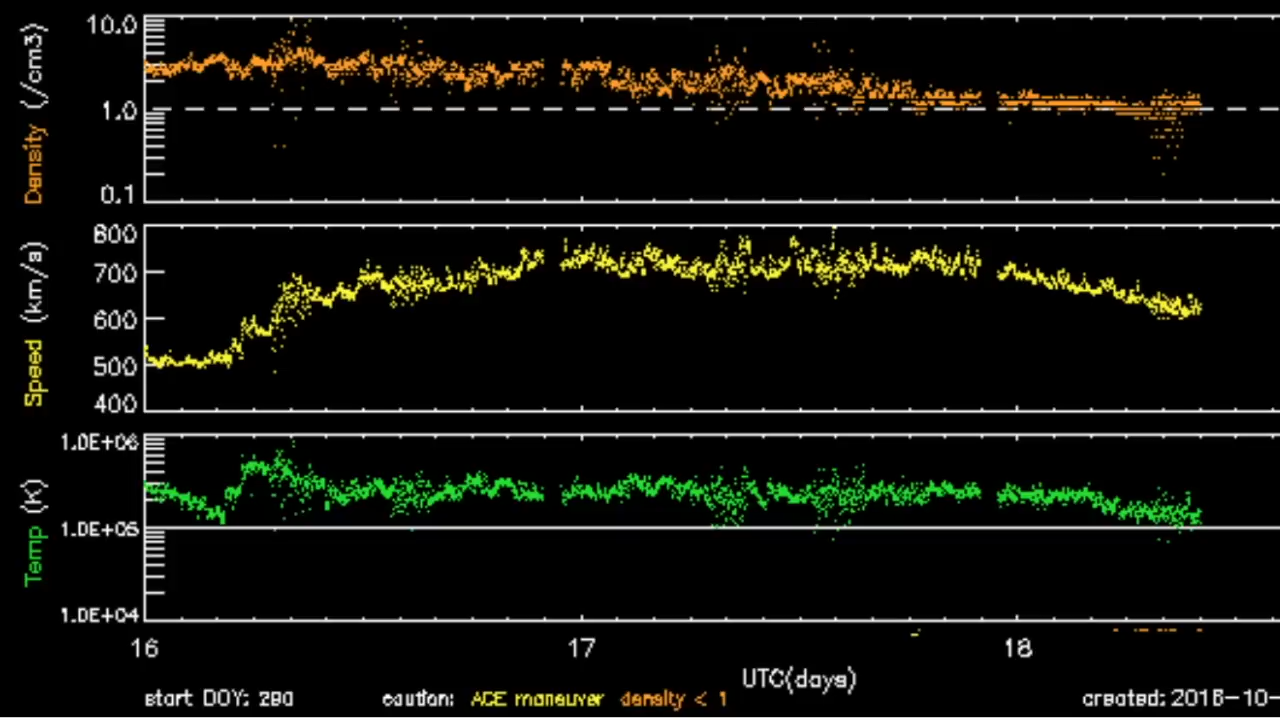 Density (/cm3)
10.0
1.0
0.1
Speed (km/s)
800
700
600
500
400
Temp (K)
1.0E+06
1.0E+05
1.0E+04
16 17 18
UTC(days)
start DOY: 290 caution: ACE maneuver density < 1 created: 2016-10-